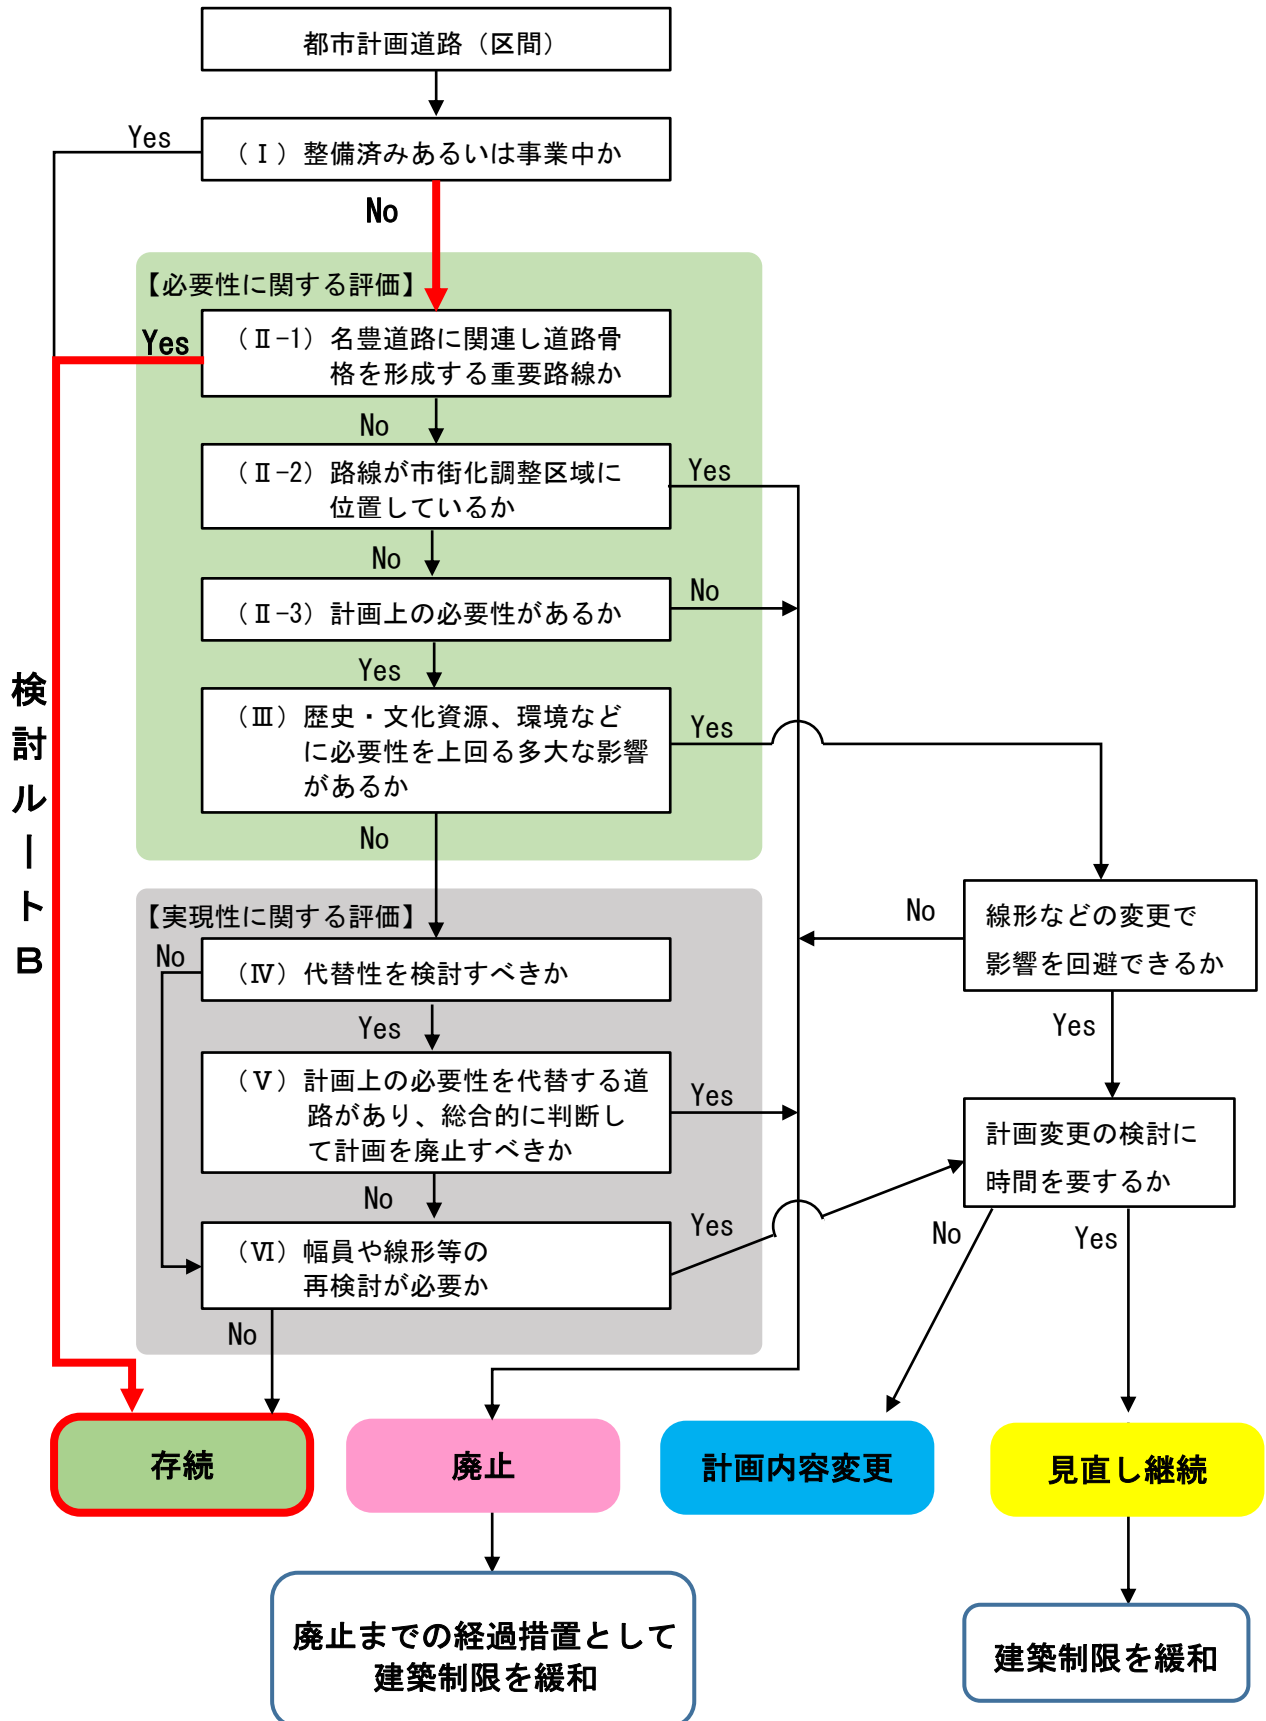 都市計画道路（区間）
Yes
（Ⅰ）整備済みあるいは事業中か
No
【必要性に関する評価】
Yes
（Ⅱ-1）名豊道路に関連し道路骨
格を形成する重要路線か
No
（Ⅱ-2）路線が市街化調整区域に
位置しているか
Yes
No
（Ⅱ-3）計画上の必要性があるか
No
Yes
（Ⅲ）歴史・文化資源、環境など
に必要性を上回る多大な影響
があるか
Yes
No
検討ルートB
【実現性に関する評価】
No
（Ⅳ）代替性を検討すべきか
No
線形などの変更で
影響を回避できるか
Yes
Yes
（Ⅴ）計画上の必要性を代替する道
路があり、総合的に判断し
て計画を廃止すべきか
Yes
計画変更の検討に
時間を要するか
No
（Ⅵ）幅員や線形等の
再検討が必要か
Yes
No
Yes
No
存続
廃止
計画内容変更
見直し継続
廃止までの経過措置として
建築制限を緩和
建築制限を緩和